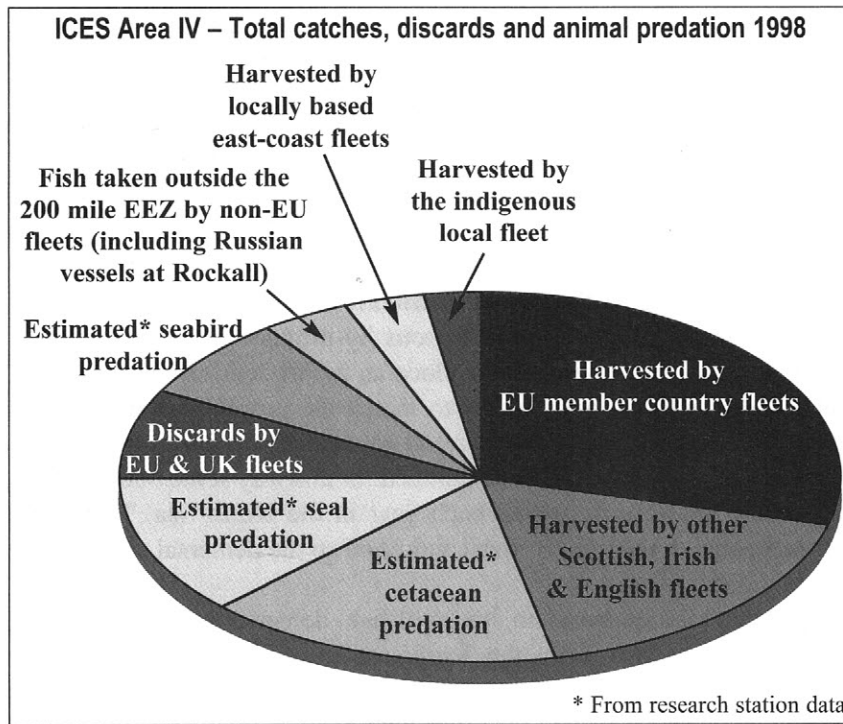 ICES Area IV – Total catches, discards and animal predation 1998
Harvested by
locally based
east-coast fleets
Harvested by
the indigenous
local fleet
Fish taken outside the
200 mile EEZ by non-EU
fleets (including Russian
vessels at Rockall)
Estimated* seabird
predation
Harvested by
EU member country fleets
Discards by
EU & UK fleets
Estimated* seal
predation
Harvested by other
Scottish, Irish
& English fleets
Estimated*
cetacean
predation
* From research station data